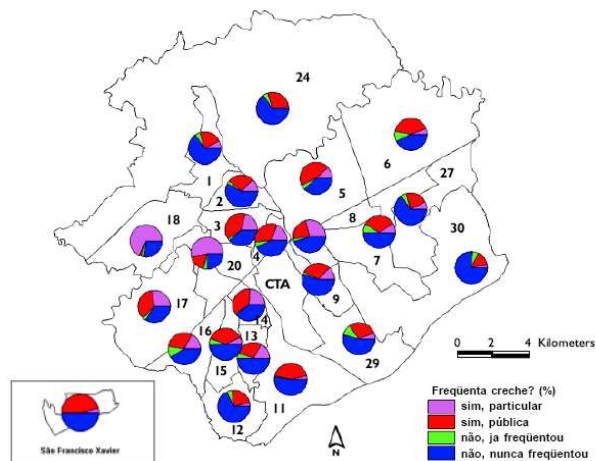 24
6
1
5
27
2
18
8
30
3
4
7
20
CTA
17
9
14
16
13
29
15
11
12
0 2 4 Kilometers
N
São Francisco Xavier
Freqüenta creche? (%)
sim, particular
sim, pública
não, ja freqüentou
não, nunca freqüentou